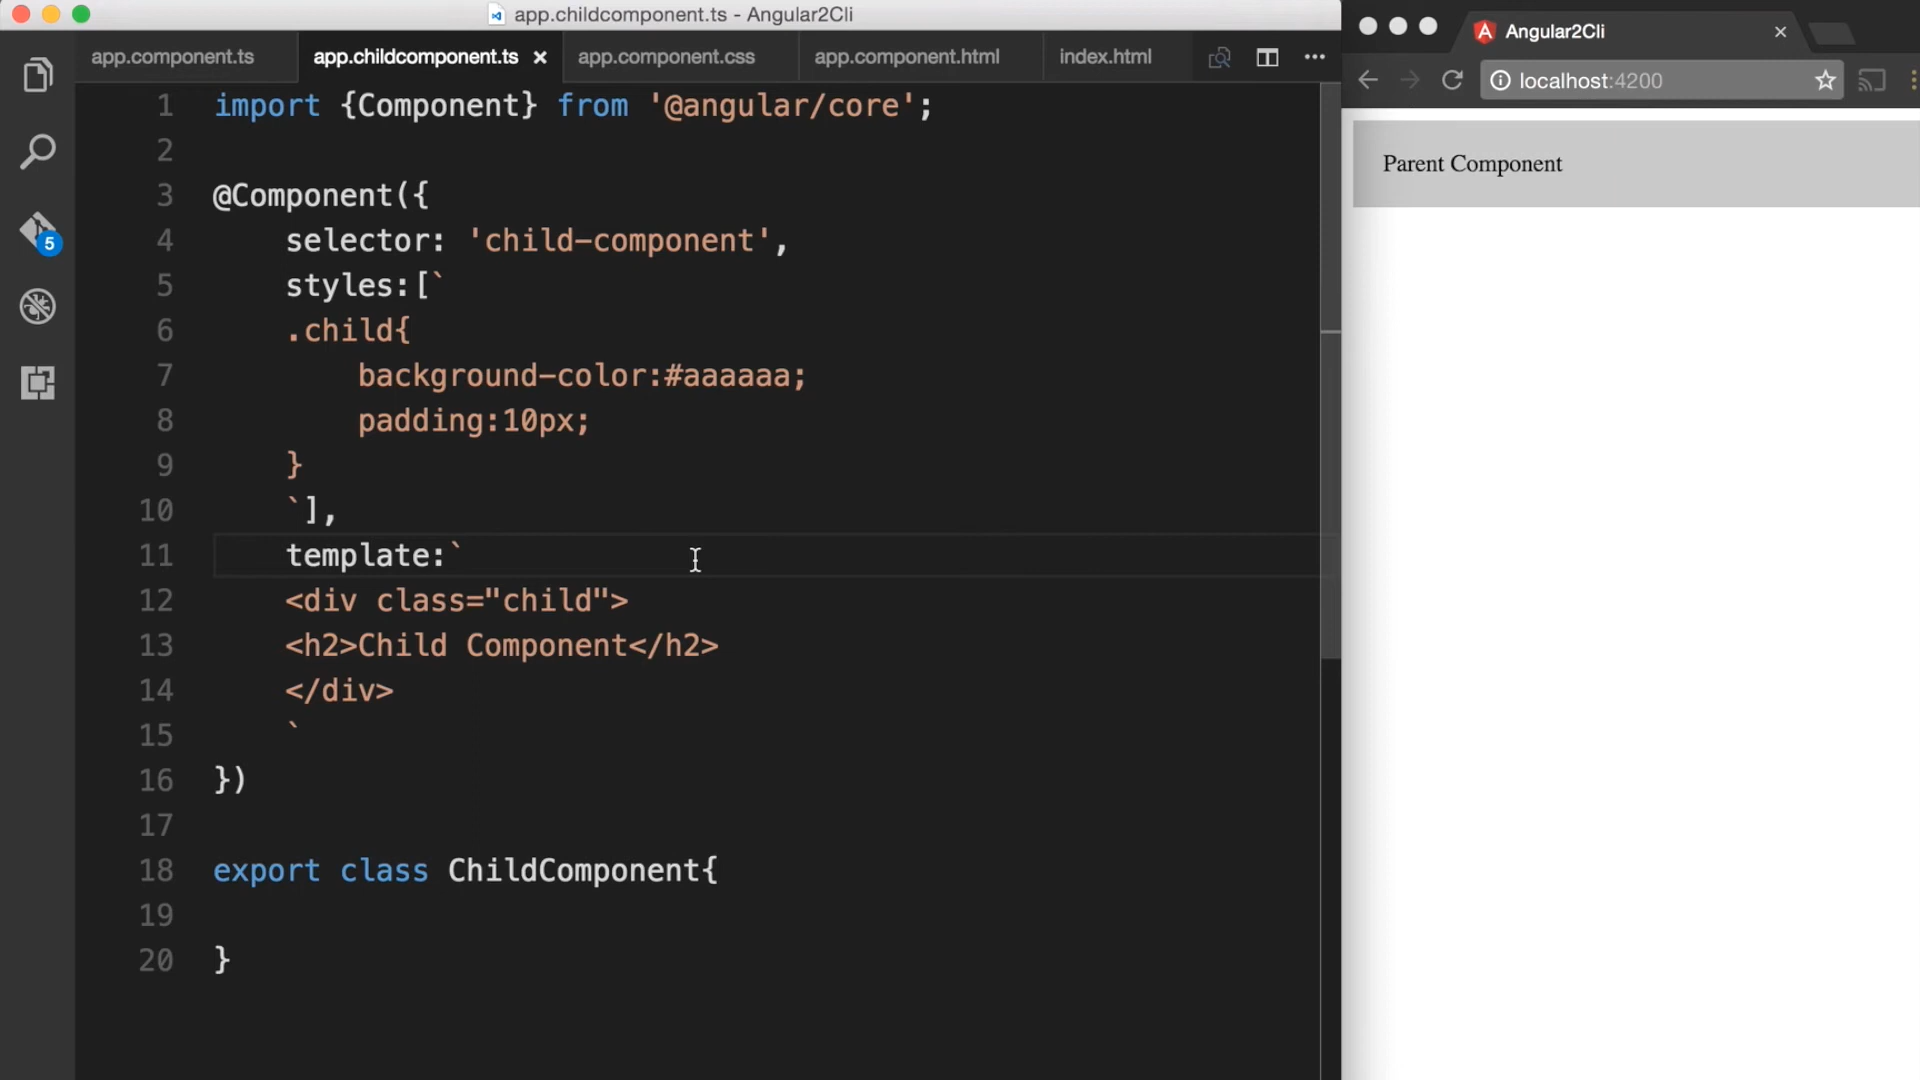 app.childcomponent.ts - Angular2Cli
app.component.ts
app.childcomponent.ts
app.component.css
app.component.html
index.html
5
1 import {Component} from '@angular/core';
2
3 @Component({
4 selector: 'child-component',
5 styles:[`
6 .child{
7 background-color:#aaaaaa;
8 padding:10px;
9 }
10 `],
11 template:`
12 <div class="child">
13 <h2>Child Component</h2>
14 </div>
15 `
16 })
17
18 export class ChildComponent{
19
20 }
Angular2Cli
localhost:4200
Parent Component